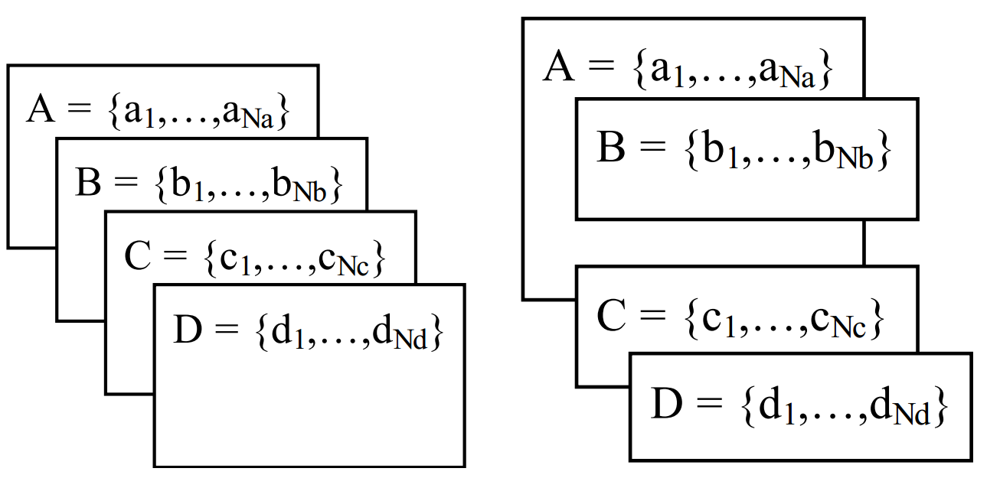 A = {a1,…,aNa}
B = {b1,…,bNb}
C = {c1,…,cNc}
D = {d1,…,dNd}
A = {a1,…,aNa}
B = {b1,…,bNb}
C = {c1,…,cNc}
D = {d1,…,dNd}